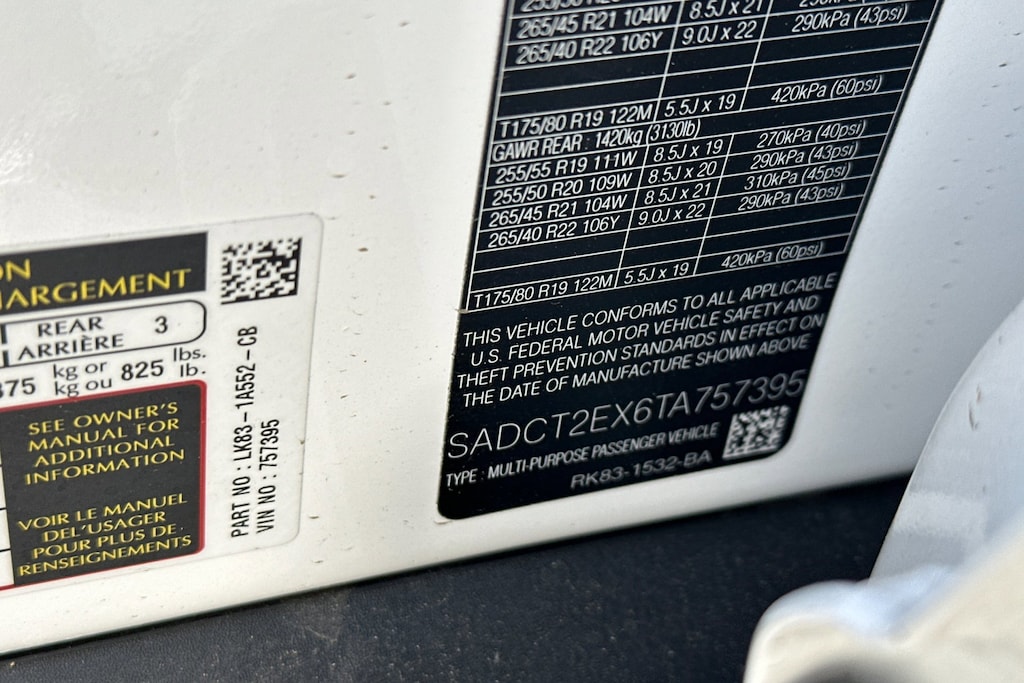 ON
HARGEMENT
REAR
ARRIÈRE
3
kg or 825 lbs.
kg ou lb.
SEE OWNER'S
MANUAL FOR
ADDITIONAL
INFORMATION
VOIR LE MANUEL
DEL'USAGER
POUR PLUS DE
RENSEIGNEMENTS
PART NO : LK83-1A552-CB
VIN NO : 757395
265/45 R21 104W 8.5J x 21
265/40 R22 106Y 9.0J x 22 290kPa (43psi)
T175/80 R19 122M 5.5J x 19 420kPa (60psi)
GAWR REAR : 1420kg (3130lb)
255/55 R19 111W 8.5J x 19 270kPa (40psi)
255/50 R20 109W 8.5J x 20 290kPa (43psi)
265/45 R21 104W 8.5J x 21 310kPa (45psi)
265/40 R22 106Y 9.0J x 22 290kPa (43psi)
T175/80 R19 122M 5.5J x 19 420kPa (60psi)
THIS VEHICLE CONFORMS TO ALL APPLICABLE
U.S. FEDERAL MOTOR VEHICLE SAFETY AND
THEFT PREVENTION STANDARDS IN EFFECT ON
THE DATE OF MANUFACTURE SHOWN ABOVE
SADCT2EX6TA757395
TYPE : MULTI-PURPOSE PASSENGER VEHICLE
RK83-1532-BA